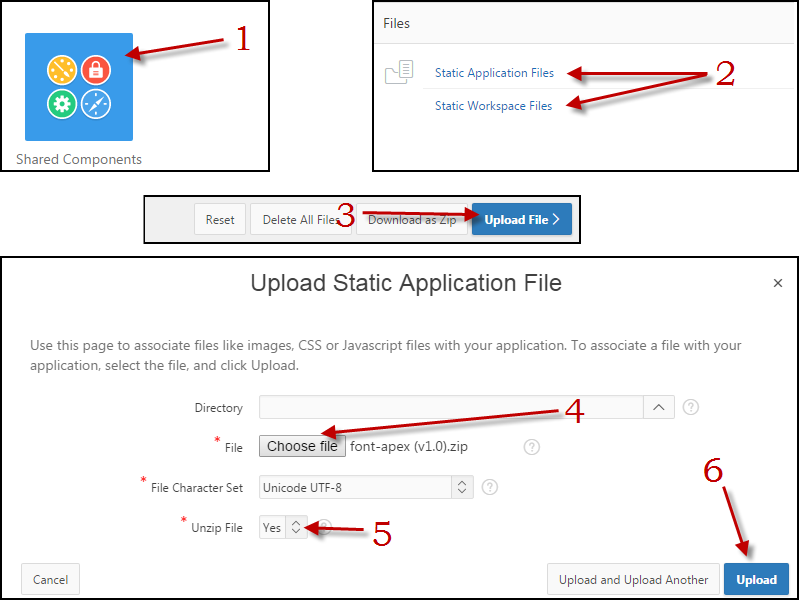 1
Shared Components
Files
Static Application Files
Static Workspace Files
2
Reset
Delete All Files
3
Download as Zip
Upload File
Upload Static Application File
×
Use this page to associate files like images, CSS or Javascript files with your application. To associate a file with your
application, select the file, and click Upload.
Directory
?
4
* File
Choose file font-apex (v1.0).zip
?
* File Character Set
Unicode UTF-8
?
* Unzip File
Yes
?
5
6
Cancel
Upload and Upload Another
Upload